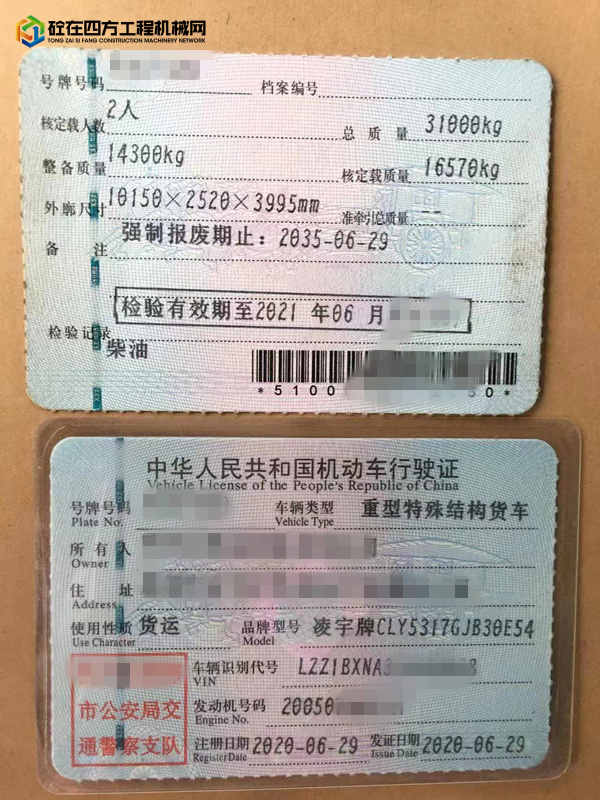 砼在四方工程机械网
TONG ZAI SI FANG CONSTRUCTION MACHINERY NETWORK
号牌号码 档案编号
核定载人数 2人 总质量 31000kg
整备质量 14300kg 核定载质量 16570kg
外廓尺寸 10150×2520×3995mm 准牵引总质量 --
备注 强制报废期止：2035-06-29
检验有效期至2021 年06 月
检验记录
柴油
*5100 50*
中华人民共和国机动车行驶证
Vehicle License of the People's Republic of China
号牌号码 车辆类型 重型特殊结构货车
Plate No. Vehicle Type
所有人
Owner
住址
Address
使用性质 货运 品牌型号 凌宇牌CLY5317GJB30E54
Use Character Model
车辆识别代号 LZZ1BXNA3 8
VIN
市公安局交
通警察支队
发动机号码 20050
Engine No.
注册日期 2020-06-29 发证日期 2020-06-29
Register Date Issue Date